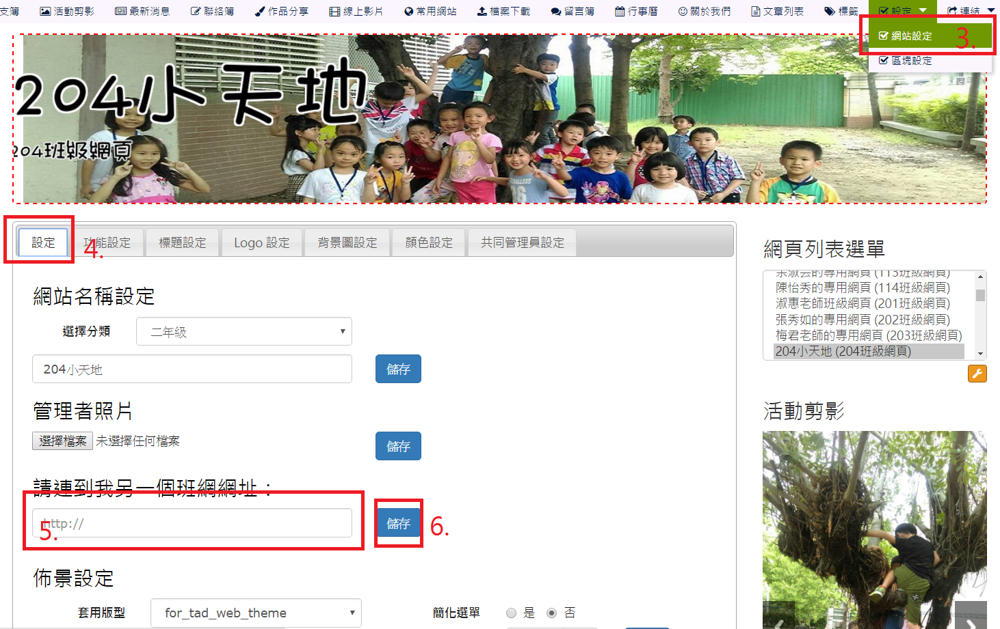 支簿 活動剪影 最新消息 聯絡簿 作品分享 線上影片 常用網站 檔案下載 留言簿 行事曆 關於我們 文章列表 標籤 設定 連結
網站設定 3.
區塊設定
204小天地
204班級網頁
設定 4. 功能設定 標題設定 Logo 設定 背景圖設定 顏色設定 共同管理員設定
網站名稱設定
選擇分類 二年級
204小天地 儲存
管理者照片
選擇檔案 未選擇任何檔案 儲存
請連到我另一個班網網址：
http:// 5. 儲存 6.
佈景設定
套用版型 for_tad_web_theme 簡化選單 是 否
網頁列表選單
余淑芸的專用網頁 (113班級網頁)
陳怡秀的專用網頁 (114班級網頁)
淑惠老師班級網頁 (201班級網頁)
張秀如的專用網頁 (202班級網頁)
梅君老師的專用網頁 (203班級網頁)
204小天地 (204班級網頁)
活動剪影